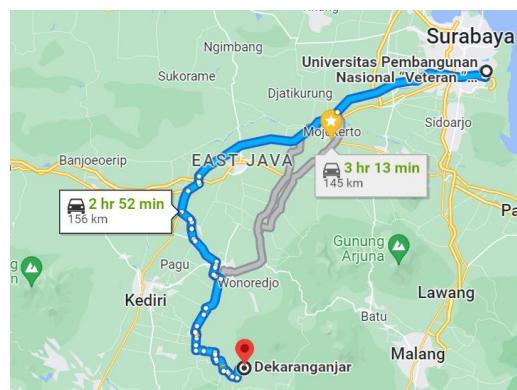 Surabaya
Ngimbang
Universitas Pembangunan
Nasional "Veteran "...
Sukorame
Djatikurung
Mojokerto
Sidoarjo
Banjoeoerip
EAST JAVA
3 hr 13 min
145 km
Pa
2 hr 52 min
156 km
Gunung
Arjuna
Pagu
Wonoredjo
Kediri
Lawang
Batu
Dekaranganjar
Malang